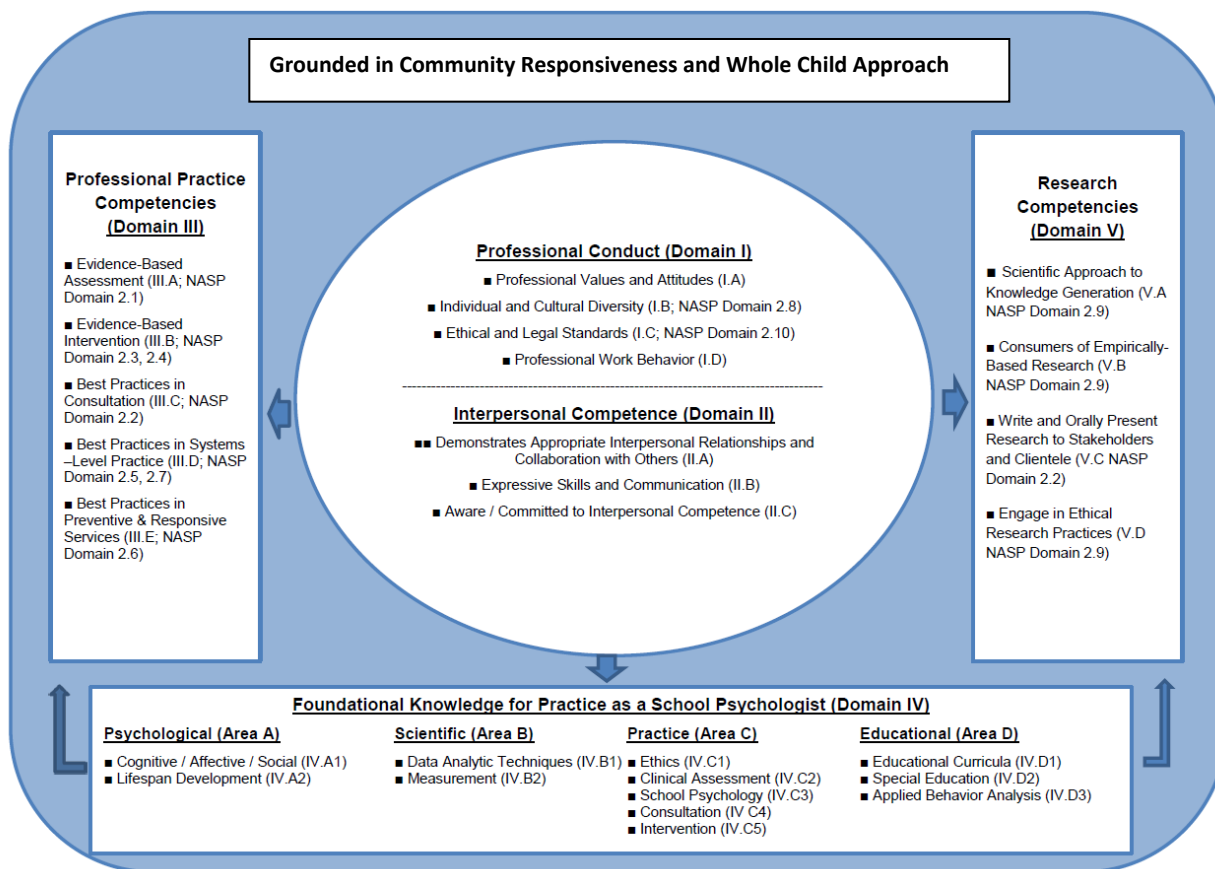 Grounded in Community Responsiveness and Whole Child Approach
Professional Practice
Competencies
(Domain III)
■ Evidence-Based
Assessment (III.A; NASP
Domain 2.1)
■ Evidence-Based
Intervention (III.B; NASP
Domain 2.3, 2.4)
■ Best Practices in
Consultation (III.C; NASP
Domain 2.2)
■ Best Practices in Systems
–Level Practice (III.D; NASP
Domain 2.5, 2.7)
■ Best Practices in
Preventive & Responsive
Services (III.E; NASP
Domain 2.6)
Professional Conduct (Domain I)
■ Professional Values and Attitudes (I.A)
■ Individual and Cultural Diversity (I.B; NASP Domain 2.8)
■ Ethical and Legal Standards (I.C; NASP Domain 2.10)
■ Professional Work Behavior (I.D)
--------------------------------------------------------------------------------------
Interpersonal Competence (Domain II)
■■ Demonstrates Appropriate Interpersonal Relationships and
Collaboration with Others (II.A)
■ Expressive Skills and Communication (II.B)
■ Aware / Committed to Interpersonal Competence (II.C)
Research
Competencies
(Domain V)
■ Scientific Approach to
Knowledge Generation (V.A
NASP Domain 2.9)
■ Consumers of Empirically-
Based Research (V.B
NASP Domain 2.9)
■ Write and Orally Present
Research to Stakeholders
and Clientele (V.C NASP
Domain 2.2)
■ Engage in Ethical
Research Practices (V.D
NASP Domain 2.9)
Foundational Knowledge for Practice as a School Psychologist (Domain IV)
Psychological (Area A)
■ Cognitive / Affective / Social (IV.A1)
■ Lifespan Development (IV.A2)
Scientific (Area B)
■ Data Analytic Techniques (IV.B1)
■ Measurement (IV.B2)
Practice (Area C)
■ Ethics (IV.C1)
■ Clinical Assessment (IV.C2)
■ School Psychology (IV.C3)
■ Consultation (IV C4)
■ Intervention (IV.C5)
Educational (Area D)
■ Educational Curricula (IV.D1)
■ Special Education (IV.D2)
■ Applied Behavior Analysis (IV.D3)